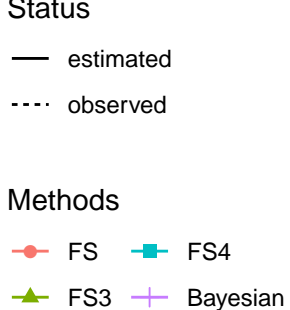 Status
estimated
observed
Methods
FS FS4
FS3 Bayesian